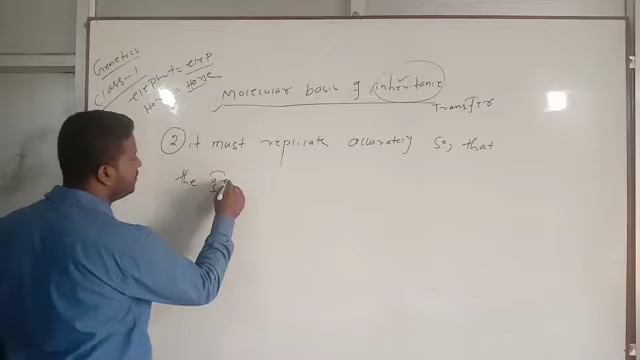 Genetics
Class-1
elephant = elep
Horse = Horse
Molecular basis of inheritance
Transfer
2 it must replicate accurately so, that
the